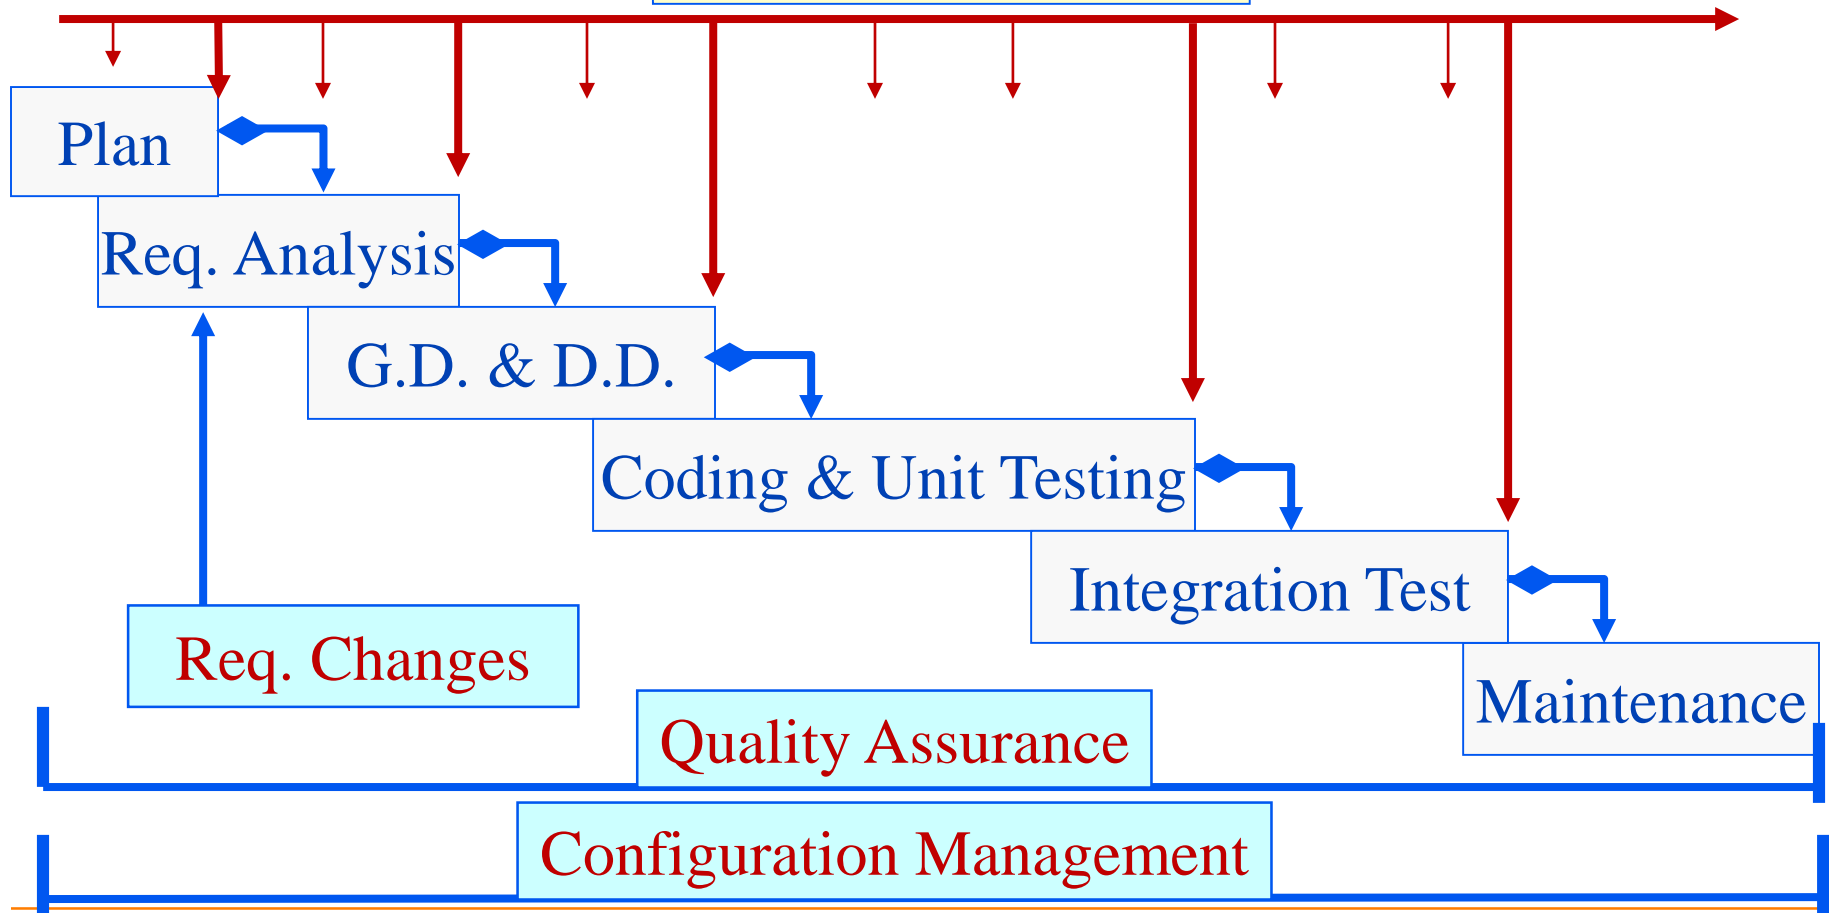 Plan
Req. Analysis
G.D. & D.D.
Coding & Unit Testing
Integration Test
Req. Changes
Maintenance
Quality Assurance
Configuration Management